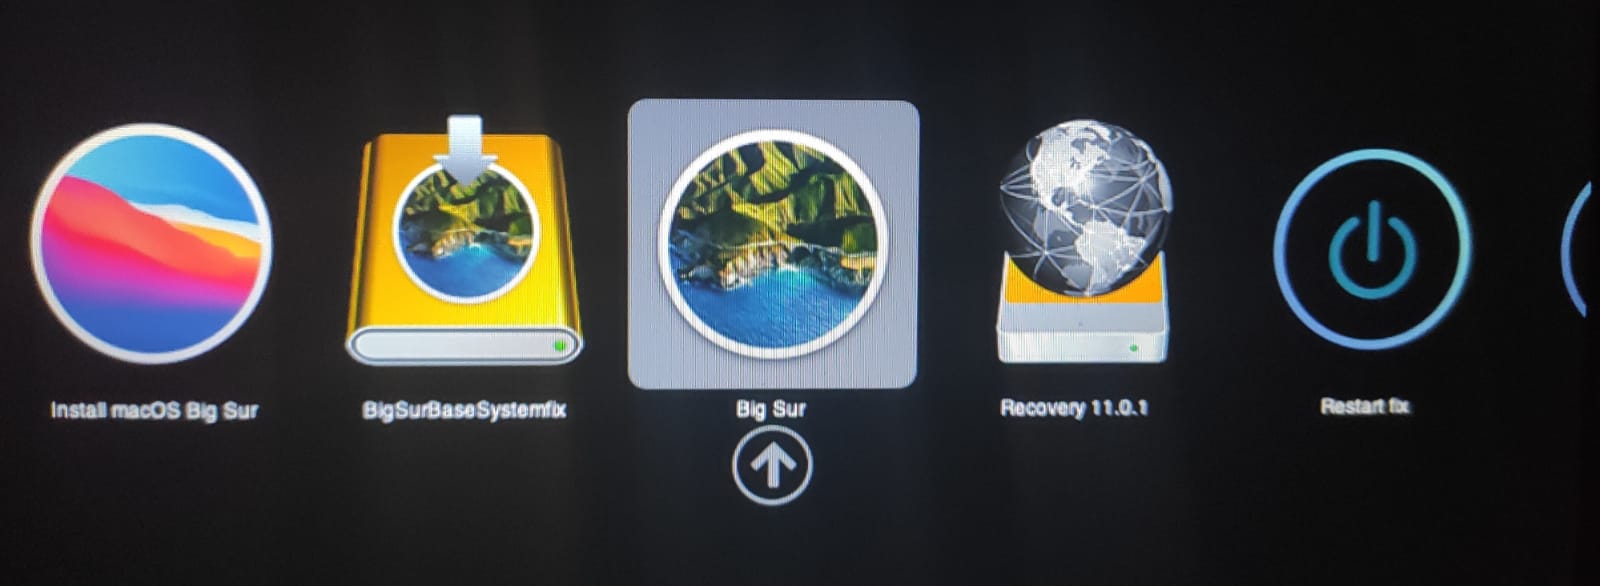 Install macOS Big Sur
BigSurBaseSystemfix
Big Sur
Recovery 11.0.1
Restart fix